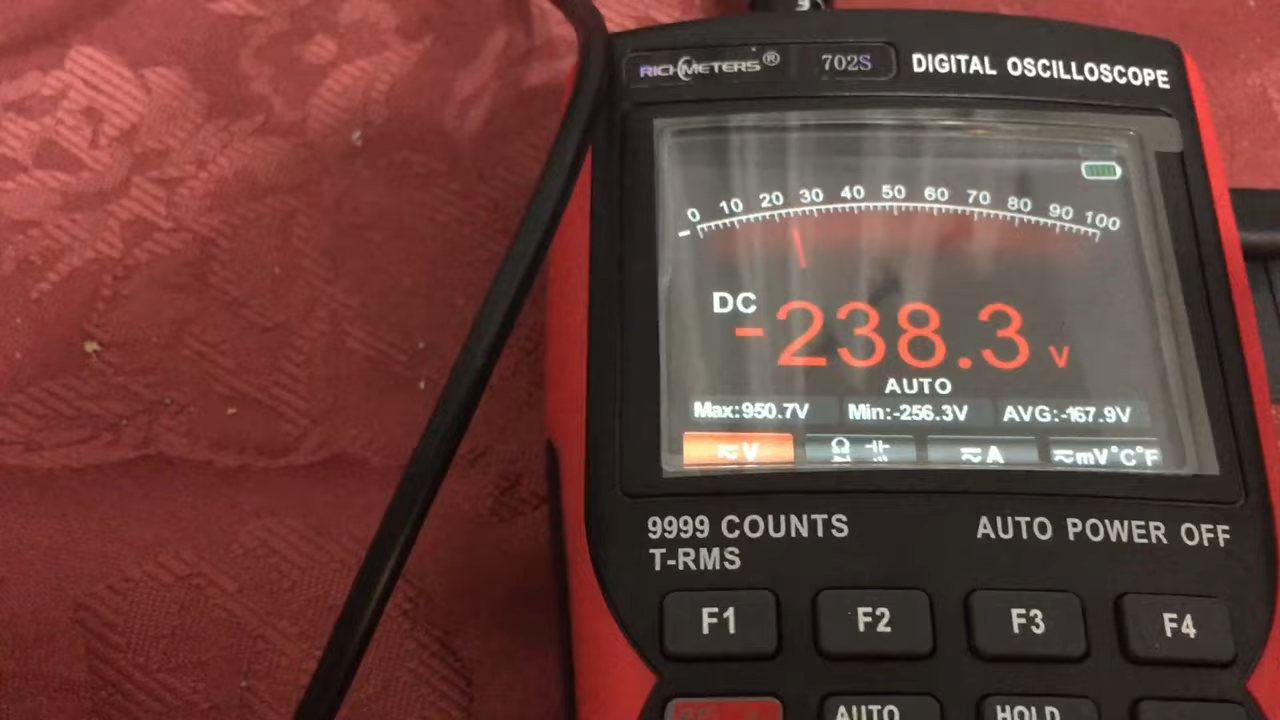 RICHMETERS® 702S DIGITAL OSCILLOSCOPE
0 10 20 30 40 50 60 70 80 90 100
DC
-238.3 V
AUTO
Max:950.7V Min:-256.3V AVG:-167.9V
V Ω A mV°C°F
9999 COUNTS AUTO POWER OFF
T-RMS
F1 F2 F3 F4
AUTO HOLD